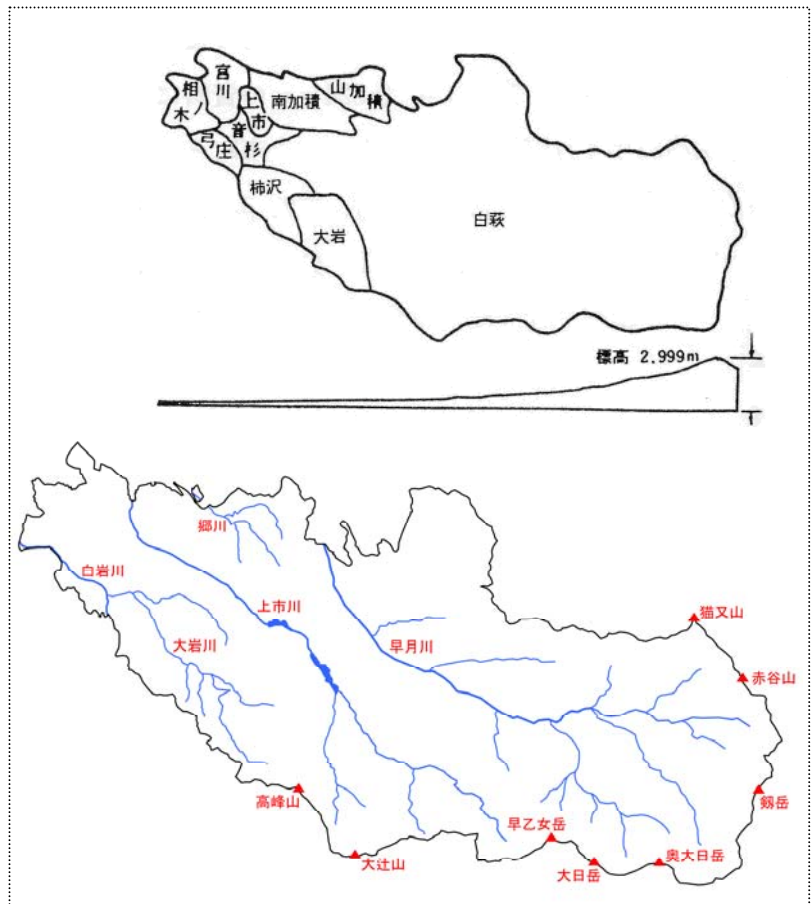 宮川
相ノ木
上市
南加積
山加積
音杉
弓庄
柿沢
大岩
白萩
標高 2.999m
郷川
白岩川
上市川
大岩川
早月川
猫又山
赤谷山
高峰山
剱岳
早乙女岳
大辻山
大日岳
奥大日岳